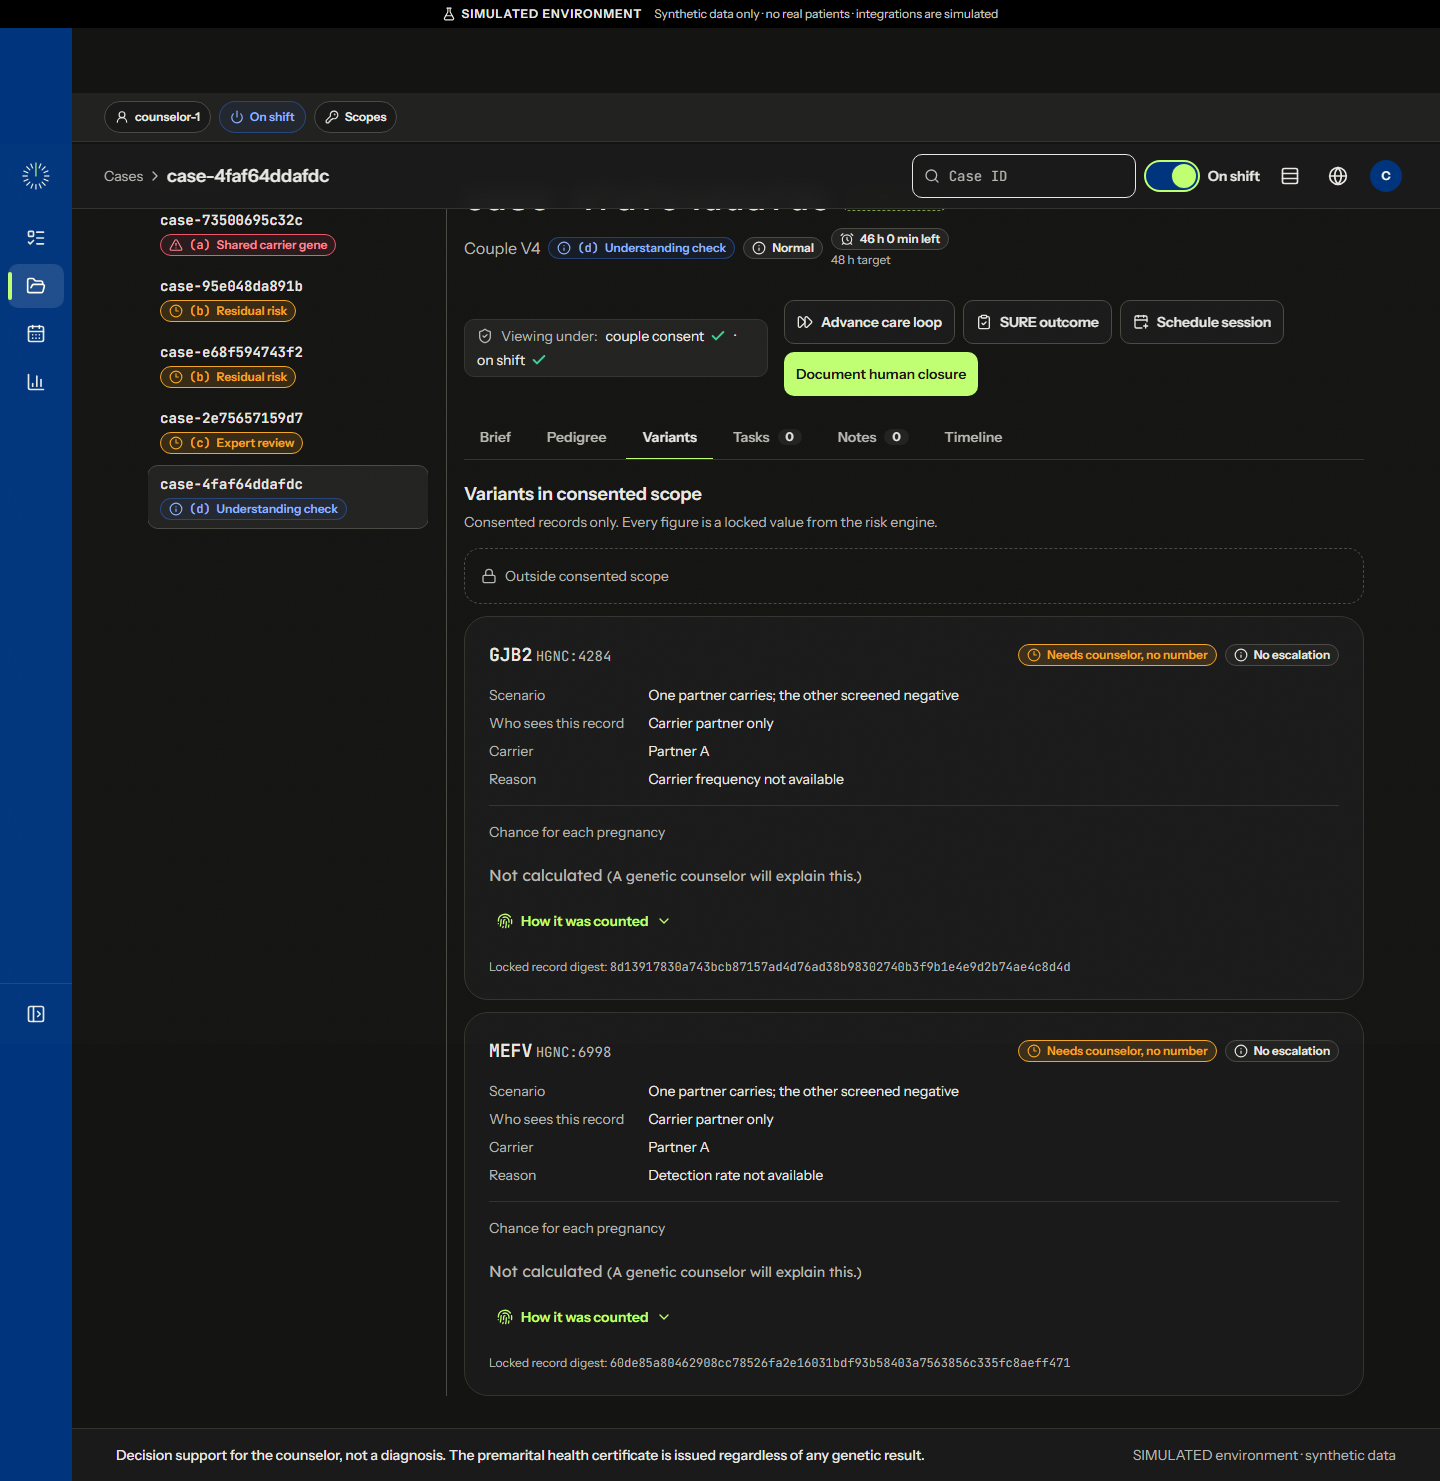 SIMULATED ENVIRONMENT Synthetic data only · no real patients · integrations are simulated
counselor-1 On shift Scopes
Cases > case-4faf64ddafdc
Case ID
On shift
C
case-73500695c32c
(a) Shared carrier gene
case-95e048da891b
(b) Residual risk
case-e68f594743f2
(b) Residual risk
case-2e75657159d7
(c) Expert review
case-4faf64ddafdc
(d) Understanding check
Couple V4 (d) Understanding check Normal 46 h 0 min left
48 h target
Viewing under: couple consent ✓ ·
on shift ✓
Advance care loop SURE outcome Schedule session
Document human closure
Brief Pedigree Variants Tasks 0 Notes 0 Timeline
Variants in consented scope
Consented records only. Every figure is a locked value from the risk engine.
Outside consented scope
GJB2 HGNC:4284 Needs counselor, no number No escalation
Scenario One partner carries; the other screened negative
Who sees this record Carrier partner only
Carrier Partner A
Reason Carrier frequency not available
Chance for each pregnancy
Not calculated (A genetic counselor will explain this.)
How it was counted
Locked record digest: 8d13917830a743bcb87157ad4d76ad38b98302740b3f9b1e4e9d2b74ae4c8d4d
MEFV HGNC:6998 Needs counselor, no number No escalation
Scenario One partner carries; the other screened negative
Who sees this record Carrier partner only
Carrier Partner A
Reason Detection rate not available
Chance for each pregnancy
Not calculated (A genetic counselor will explain this.)
How it was counted
Locked record digest: 60de85a80462908cc78526fa2e16031bdf93b58403a7563856c335fc8aeff471
Decision support for the counselor, not a diagnosis. The premarital health certificate is issued regardless of any genetic result.
SIMULATED environment · synthetic data